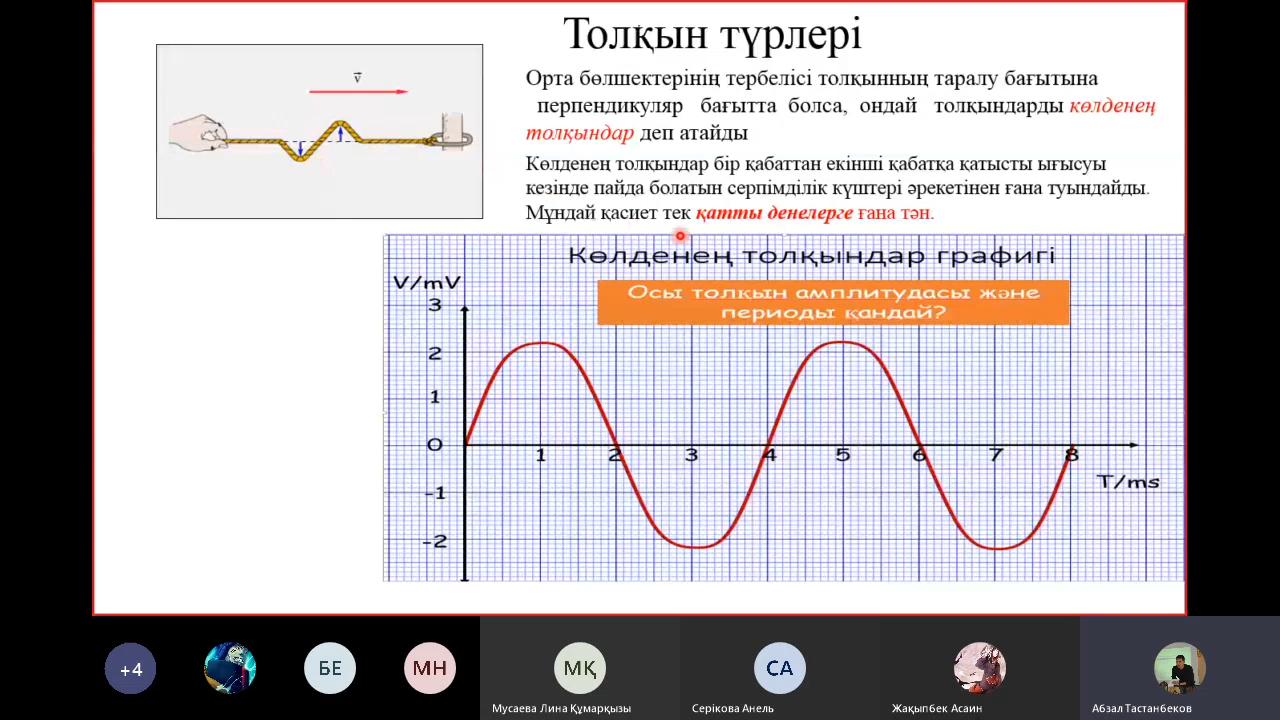 Толқын түрлері
v
Орта бөлшектерінің тербелісі толқынның таралу бағытына
перпендикуляр бағытта болса, ондай толқындарды көлденең
толқындар деп атайды
Көлденең толқындар бір қабаттан екінші қабатқа қатысты ығысуы
кезінде пайда болатын серпімділік күштері әрекетінен ғана туындайды.
Мұндай қасиет тек қатты денелерге ғана тән.
Көлденең толқындар графигі
V/mV
Осы толқын амплитудасы және
периоды қандай?
3
2
1
0
-1
-2
1 2 3 4 5 6 7 8
T/ms
+4
БЕ
МН
МҚ
СА
Мусаева Лина Құмарқызы
Серікова Анель
Жақыпбек Асаин
Абзал Тастанбеков